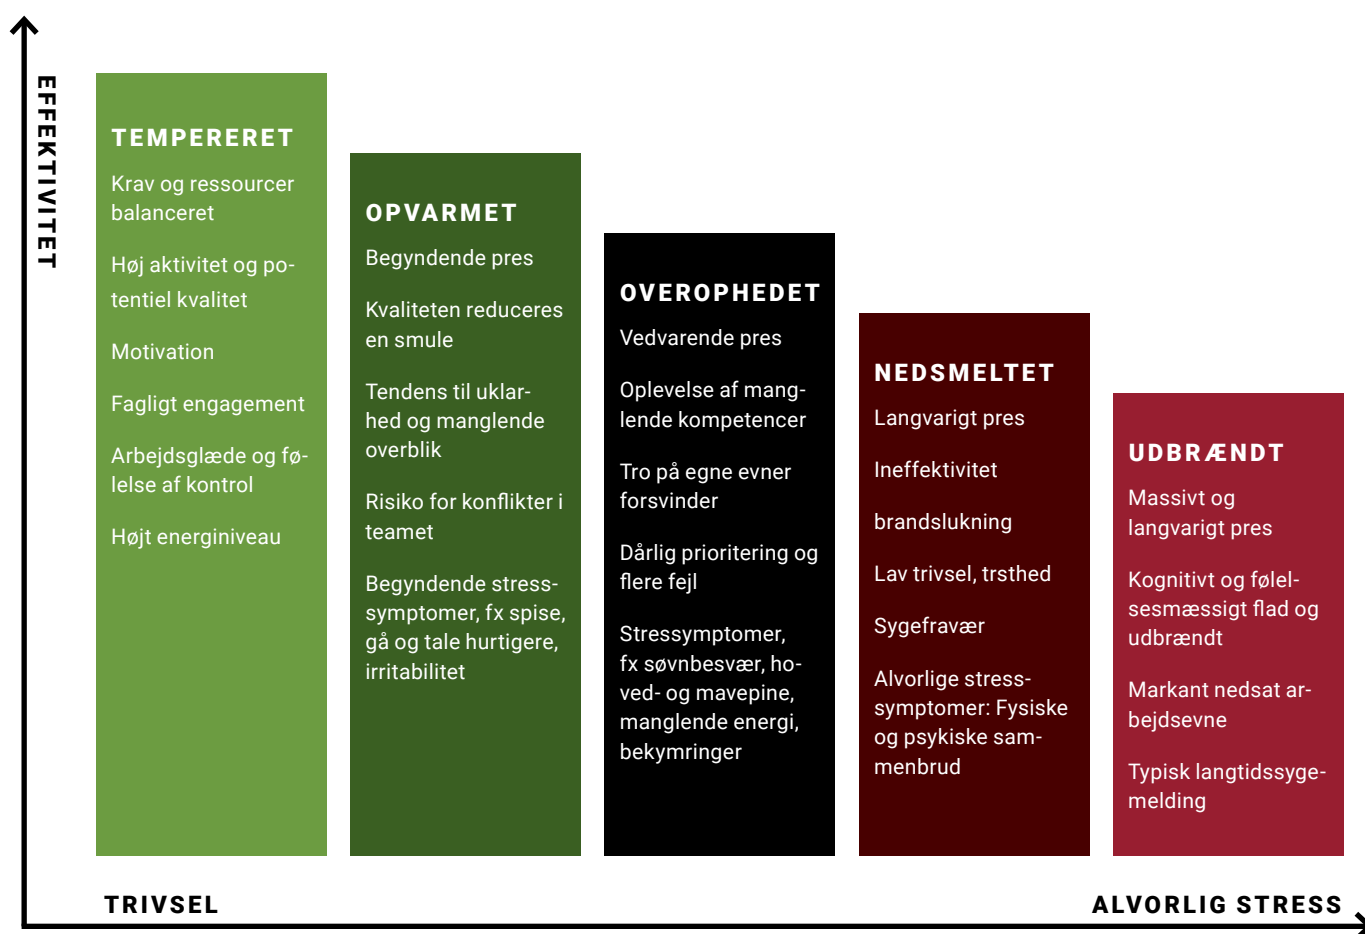 EFFEKTIVITET
TEMPERERET
Krav og ressourcer
balanceret
Høj aktivitet og po-
tentiel kvalitet
Motivation
Fagligt engagement
Arbejdsglæde og fø-
lelse af kontrol
Højt energiniveau
OPVARMET
Begyndende pres
Kvaliteten reduceres
en smule
Tendens til uklar-
hed og manglende
overblik
Risiko for konflikter i
teamet
Begyndende stress-
symptomer, fx spise,
gå og tale hurtigere,
irritabilitet
OVEROPHEDET
Vedvarende pres
Oplevelse af mang-
lende kompetencer
Tro på egne evner
forsvinder
Dårlig prioritering og
flere fejl
Stressymptomer,
fx søvnbesvær, ho-
ved- og mavepine,
manglende energi,
bekymringer
NEDSMELTET
Langvarigt pres
Ineffektivitet
brandslukning
Lav trivsel, trsthed
Sygefravær
Alvorlige stress-
symptomer: Fysiske
og psykiske sam-
menbrud
UDBRÆNDT
Massivt og
langvarigt pres
Kognitivt og følel-
sesmæssigt flad og
udbrændt
Markant nedsat ar-
bejdsevne
Typisk langtidssyge-
melding
TRIVSEL
ALVORLIG STRESS